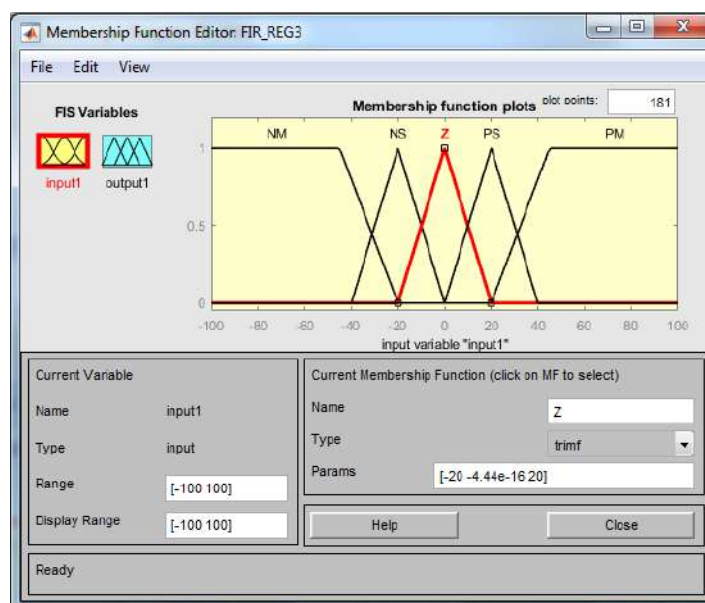 Membership Function Editor: FIR_REG3
File Edit View
FIS Variables
input1 output1
Membership function plots plot points: 181
NM NS Z PS PM
1
0.5
0
-100 -80 -60 -40 -20 0 20 40 60 80 100
input variable "input1"
Current Variable
Name input1
Type input
Range [-100 100]
Display Range [-100 100]
Current Membership Function (click on MF to select)
Name Z
Type trimf
Params [-20 -4.44e-16 20]
Help Close
Ready